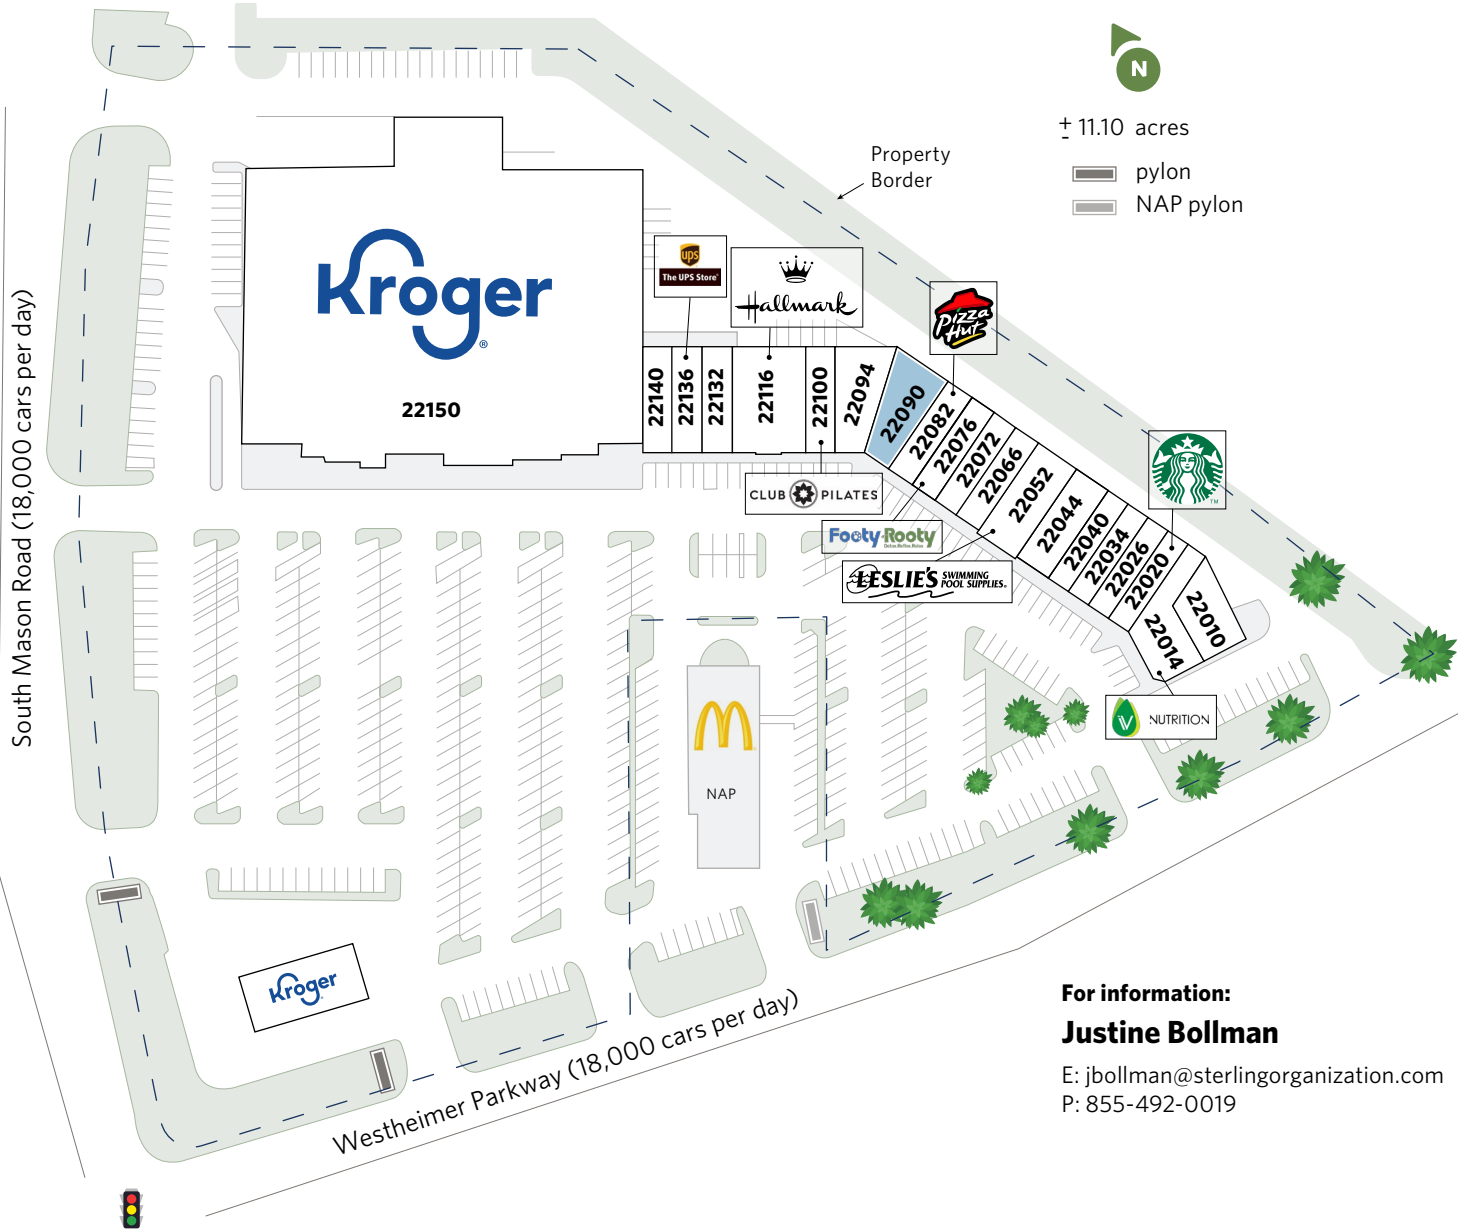 N
± 11.10 acres
pylon
NAP pylon
Property
Border
South Mason Road (18,000 cars per day)
Kroger®
22150
ups
The UPS Store®
Hallmark
Pizza
Hut
22140
22136
22132
22116
22100
22094
22090
22082
22076
22072
22066
22052
22044
22040
22034
22026
22020
22014
22010
CLUB PILATES
Footy Rooty
LESLIE'S SWIMMING
POOL SUPPLIES®
TM
NUTRITION
NAP
Kroger
Westheimer Parkway (18,000 cars per day)
For information:
Justine Bollman
E: jbollman@sterlingorganization.com
P: 855-492-0019